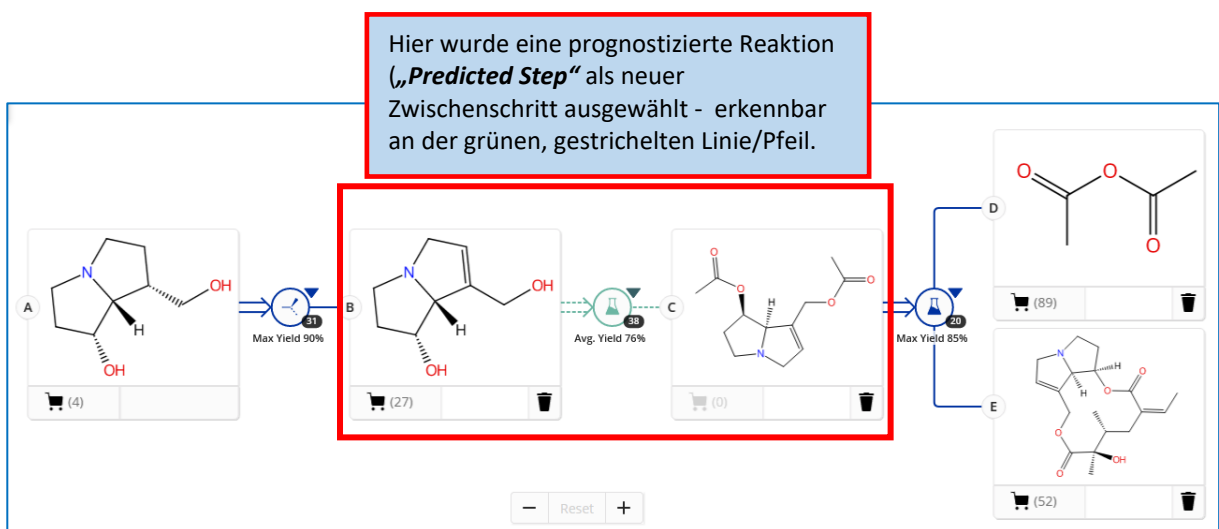 Hier wurde eine prognostizierte Reaktion
(„Predicted Step“ als neuer
Zwischenschritt ausgewählt - erkennbar
an der grünen, gestrichelten Linie/Pfeil.
A
N
OH
H
OH
(4)
31
Max Yield 90%
B
N
OH
H
OH
(27)
38
Avg. Yield 76%
C
O
O
O
O
H
N
(0)
20
Max Yield 85%
D
O
O
O
(89)
E
N
H
H
O
O
O
O
OH
(52)
− Reset +